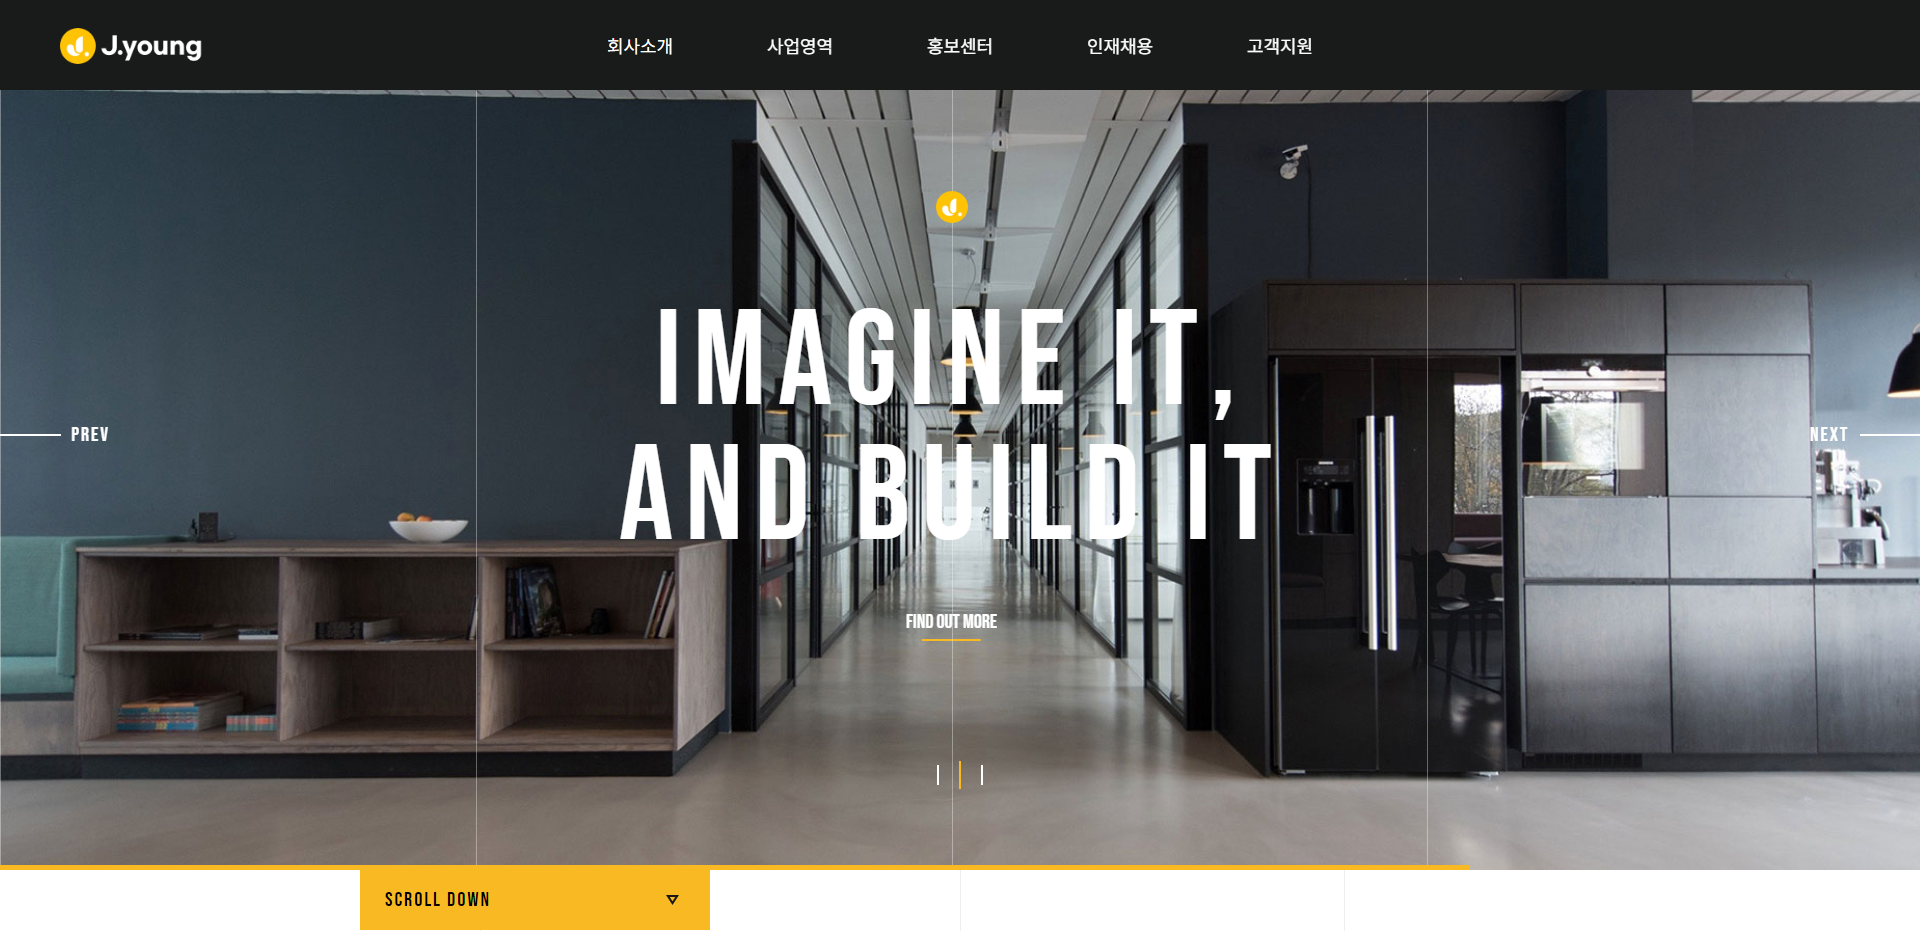 J.young
회사소개
사업영역
홍보센터
인재채용
고객지원
IMAGINE IT,
AND BUILD IT
PREV
NEXT
FIND OUT MORE
SCROLL DOWN